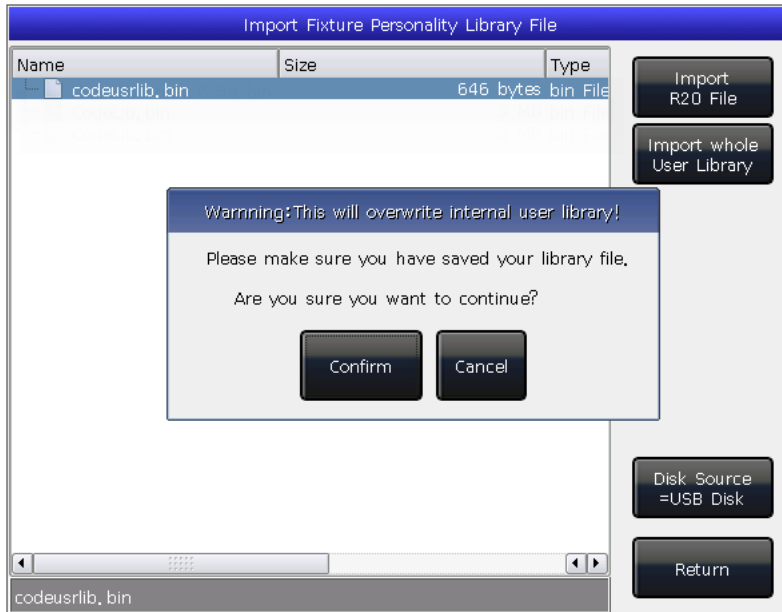 Import Fixture Personality Library File
Name Size Type
codeusrlib.bin 646 bytes bin File
Import
R20 File
Import whole
User Library
Warnning:This will overwrite internal user library!
Please make sure you have saved your library file.
Are you sure you want to continue?
Confirm Cancel
Disk Source
=USB Disk
Return
codeusrlib.bin